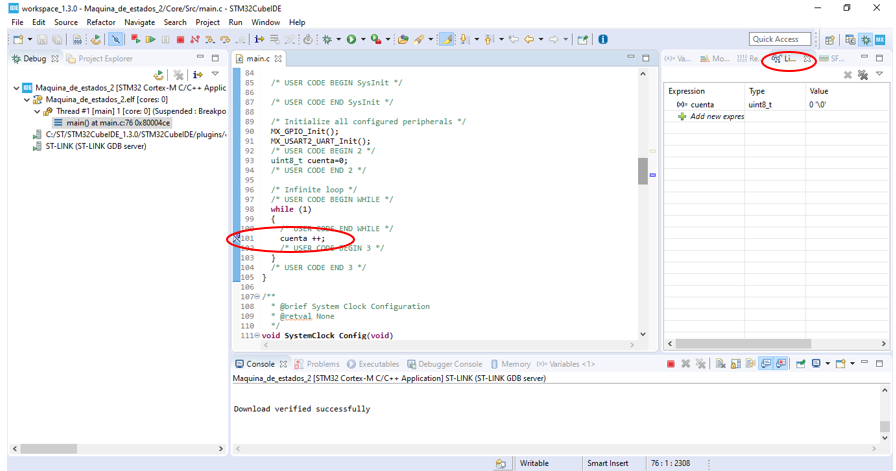 workspace_1.3.0 - Maquina_de_estados_2/Core/Src/main.c - STM32CubeIDE
File Edit Source Refactor Navigate Search Project Run Window Help
Quick Access
Debug Project Explorer
Maquina_de_estados_2 [STM32 Cortex-M C/C++ Applicat
Maquina_de_estados_2.elf [cores: 0]
Thread #1 [main] 1 [core: 0] (Suspended : Breakpo
main() at main.c:76 0x80004ce
C:/ST/STM32CubeIDE_1.3.0/STM32CubeIDE/plugins/
ST-LINK (ST-LINK GDB server)
main.c
84
85 /* USER CODE BEGIN SysInit */
86
87 /* USER CODE END SysInit */
88
89 /* Initialize all configured peripherals */
90 MX_GPIO_Init();
91 MX_USART2_UART_Init();
92 /* USER CODE BEGIN 2 */
93 uint8_t cuenta=0;
94 /* USER CODE END 2 */
95
96 /* Infinite loop */
97 /* USER CODE BEGIN WHILE */
98 while (1)
99 {
100 /* USER CODE END WHILE */
101 cuenta ++;
102 /* USER CODE BEGIN 3 */
103 }
104 /* USER CODE END 3 */
105 }
106
107 /**
108 * @brief System Clock Configuration
109 * @retval None
110 */
111 void SystemClock_Config(void)
Va... Mo... Re... Li... SF...
Expression Type Value
cuenta uint8_t 0 '\0'
Add new expres
Console Problems Executables Debugger Console Memory Variables <1>
Maquina_de_estados_2 [STM32 Cortex-M C/C++ Application] ST-LINK (ST-LINK GDB server)
Download verified successfully
Writable Smart Insert 76 : 1 : 2308